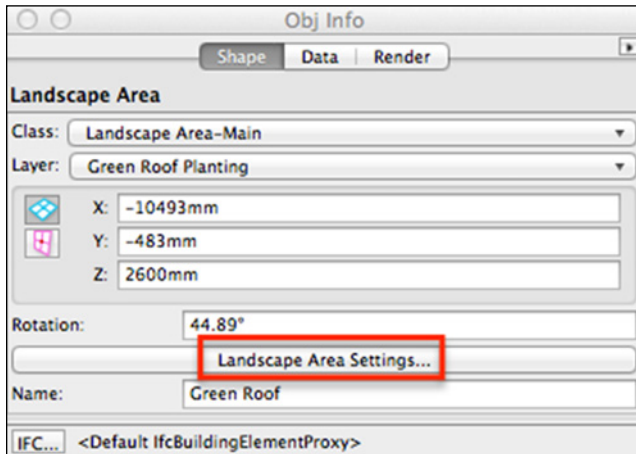 Obj Info
Shape Data Render
Landscape Area
Class: Landscape Area-Main
Layer: Green Roof Planting
X: -10493mm
Y: -483mm
Z: 2600mm
Rotation: 44.89°
Landscape Area Settings...
Name: Green Roof
IFC... <Default IfcBuildingElementProxy>